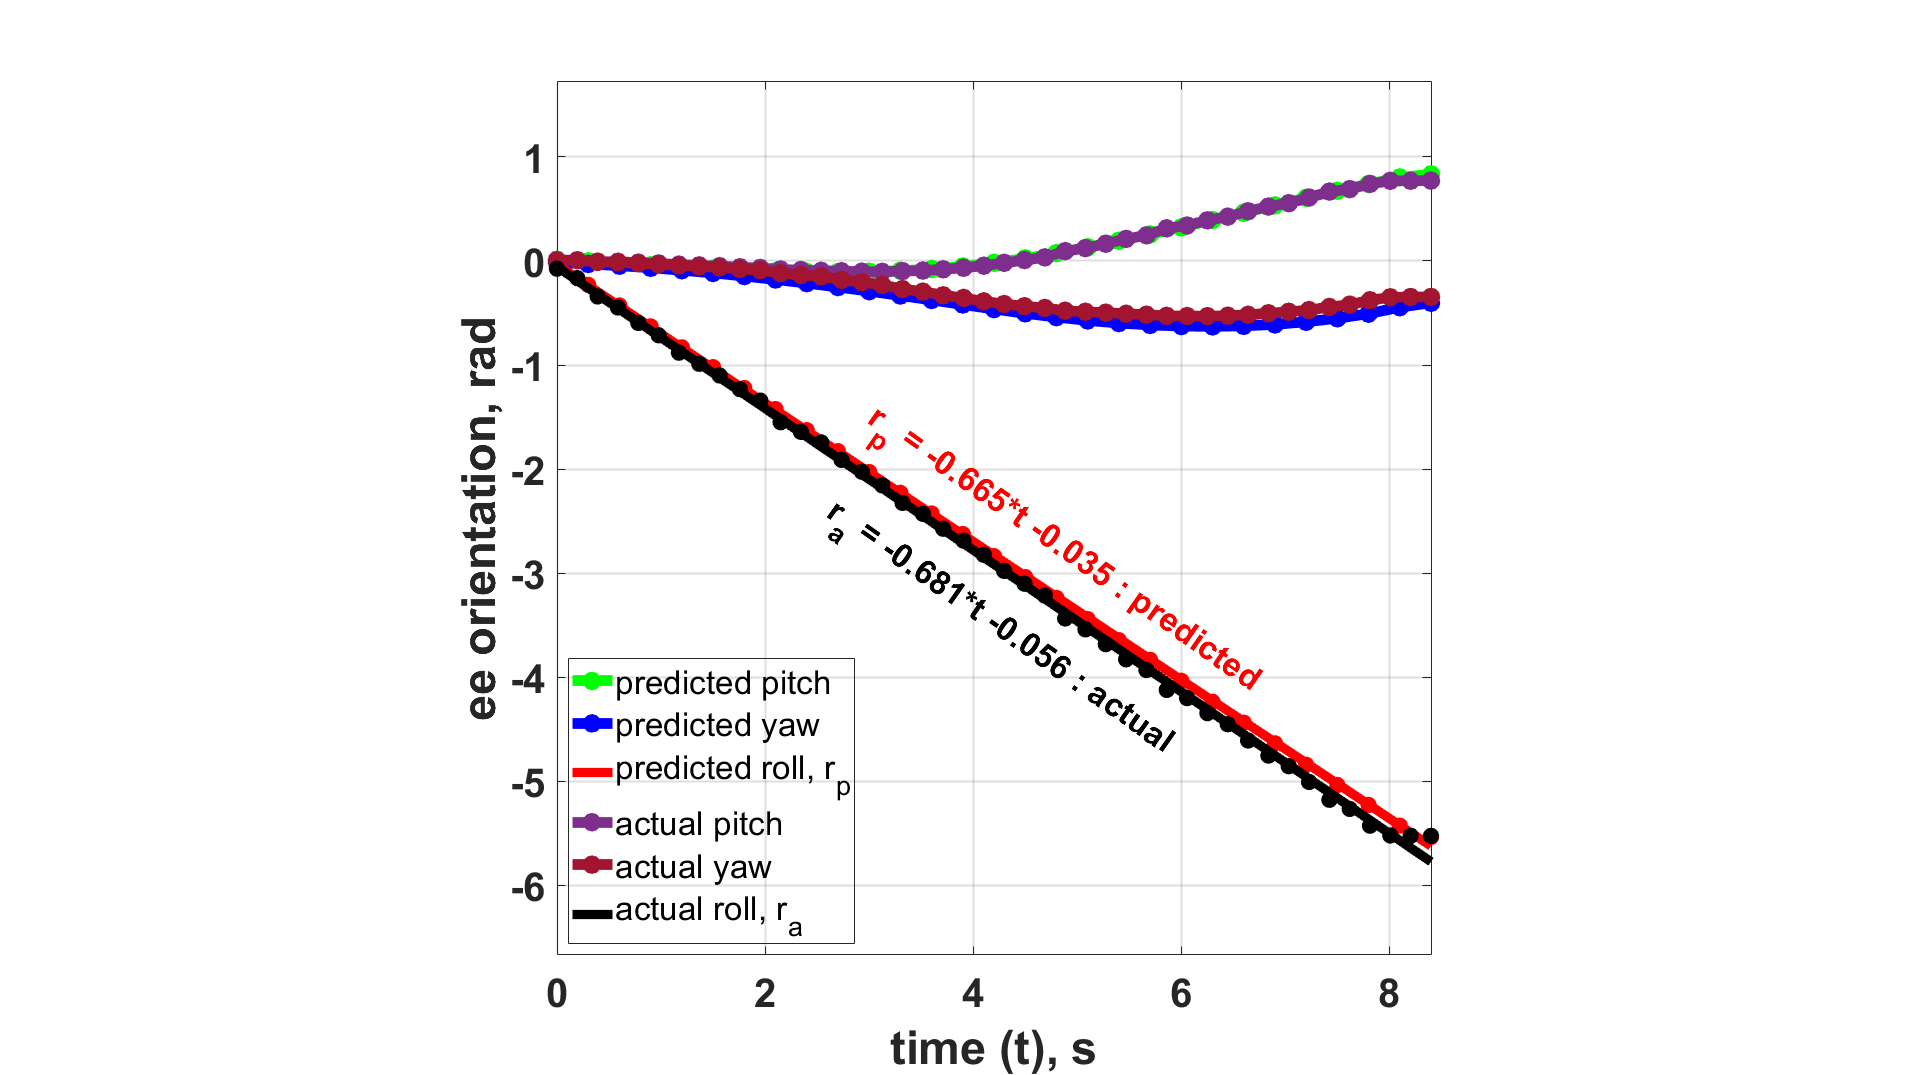 1
0
-1
-2
-3
-4
-5
-6
ee orientation, rad
r_p = -0.665*t -0.035 : predicted
r_a = -0.681*t -0.056 : actual
predicted pitch
predicted yaw
predicted roll, r_p
actual pitch
actual yaw
actual roll, r_a
0 2 4 6 8
time (t), s